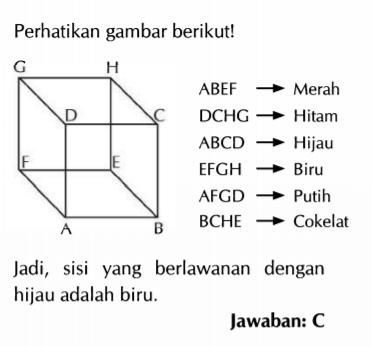 Perhatikan gambar berikut!
G H
D C
F E
A B
ABEF → Merah
DCHG → Hitam
ABCD → Hijau
EFGH → Biru
AFGD → Putih
BCHE → Cokelat
Jadi, sisi yang berlawanan dengan
hijau adalah biru.
Jawaban: C